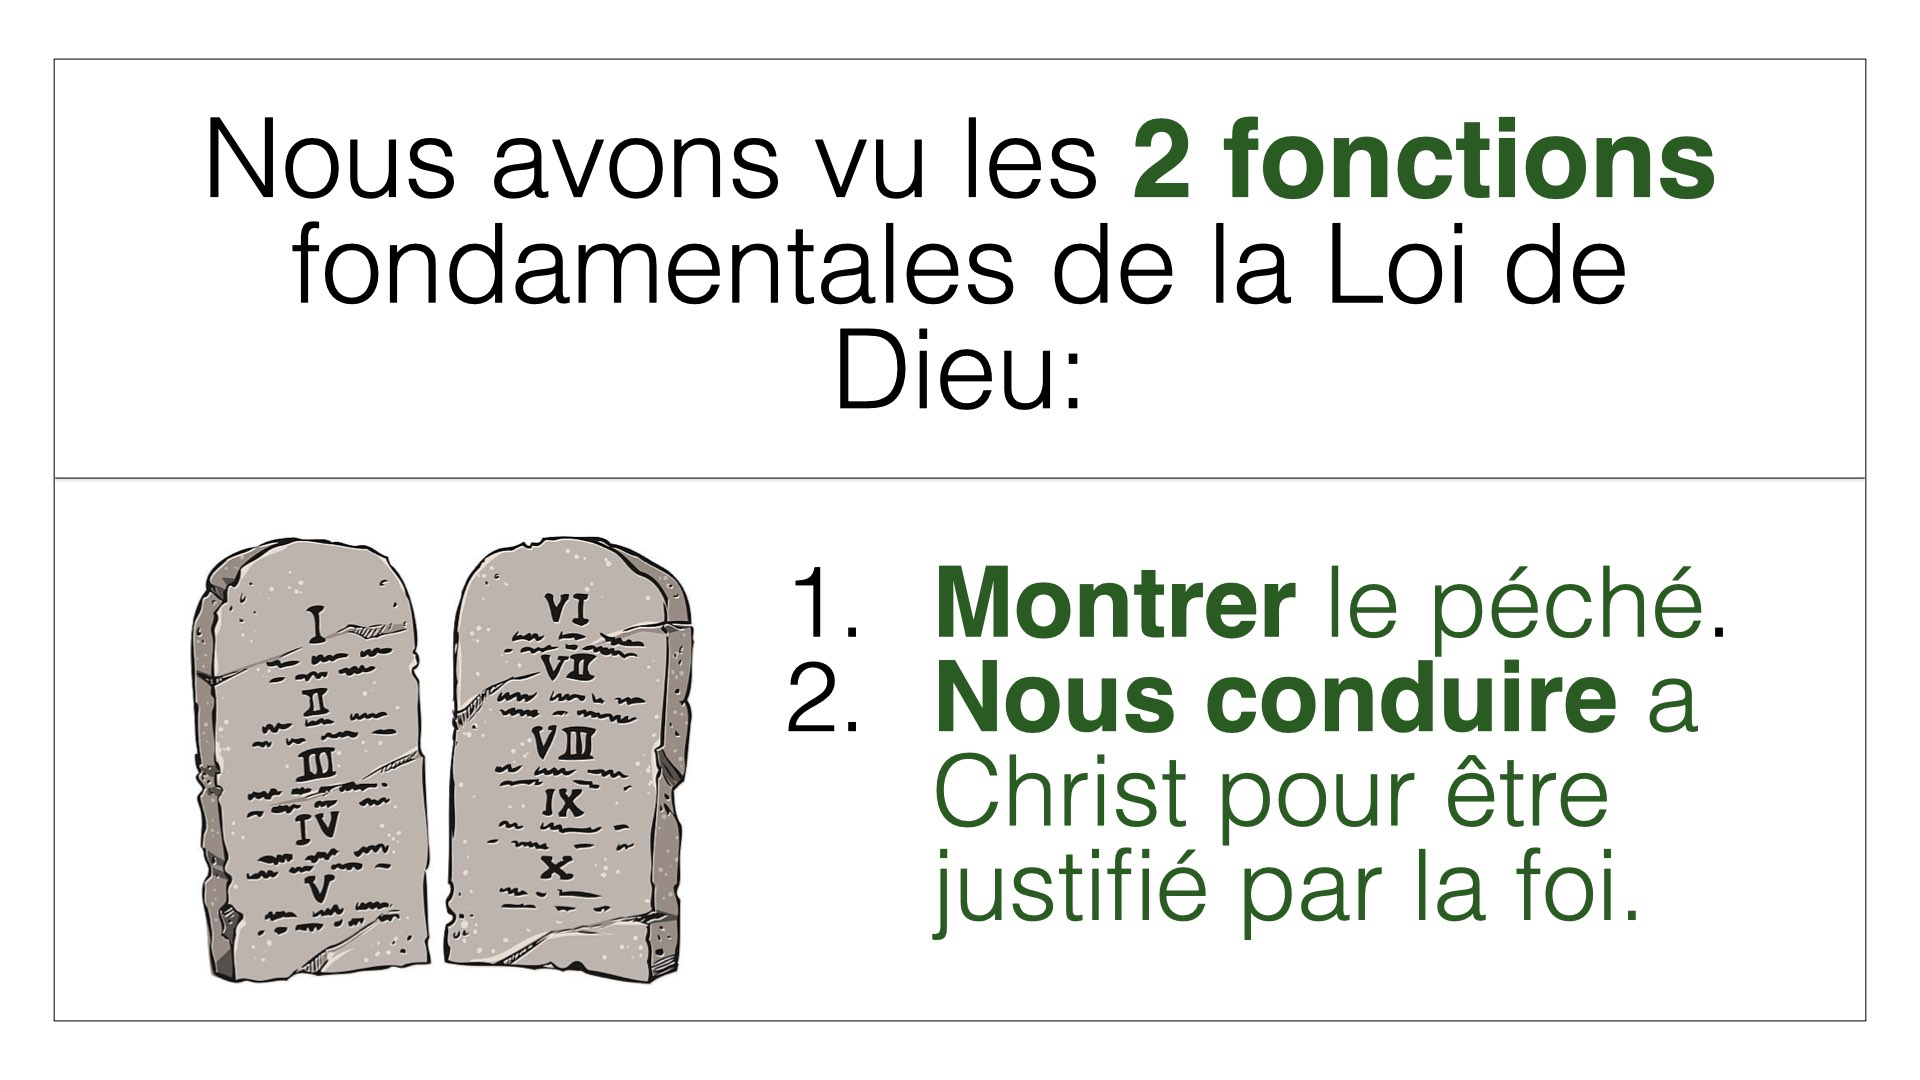 Nous avons vu les 2 fonctions
fondamentales de la Loi de
Dieu:
I
II
III
IV
V
VI
VII
VIII
IX
X
1. Montrer le péché.
2. Nous conduire a
Christ pour être
justifié par la foi.